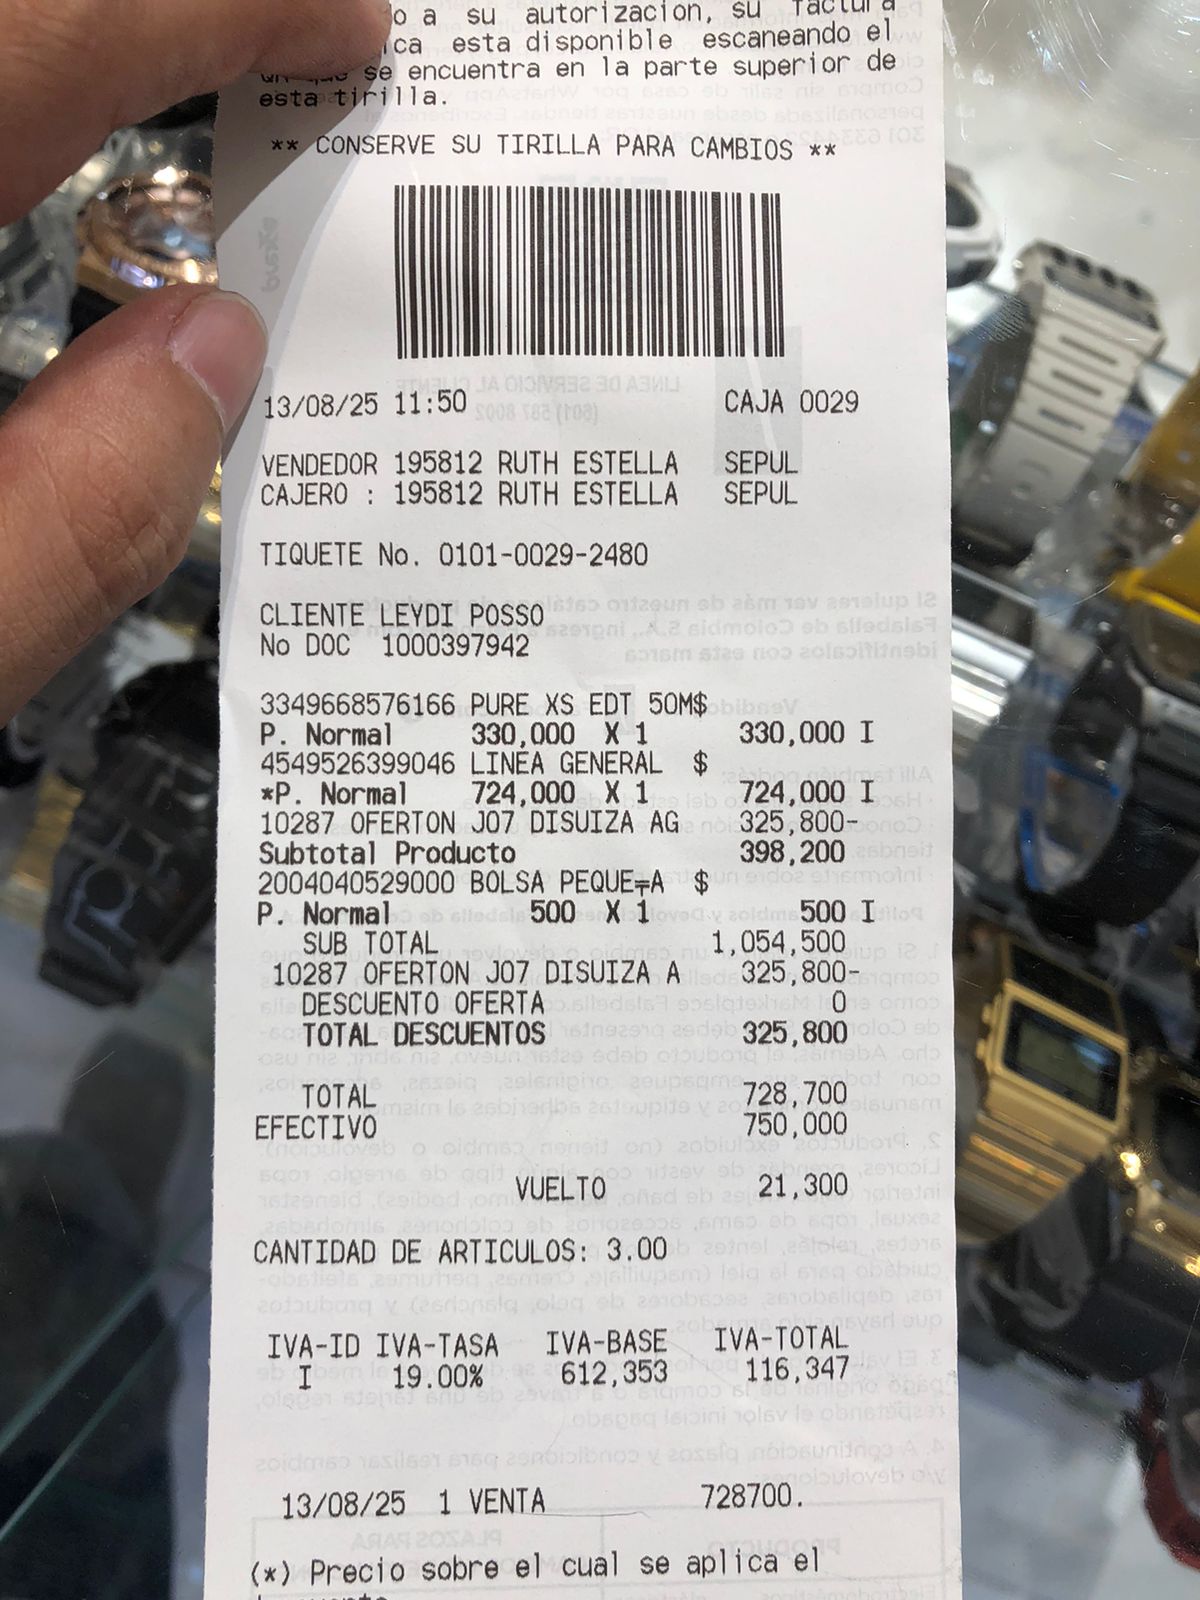 o a su autorizacion, su factura
ica esta disponible escaneando el
se encuentra en la parte superior de
esta tirilla.
** CONSERVE SU TIRILLA PARA CAMBIOS **
13/08/25 11:50 CAJA 0029
VENDEDOR 195812 RUTH ESTELLA SEPUL
CAJERO : 195812 RUTH ESTELLA SEPUL
TIQUETE No. 0101-0029-2480
CLIENTE LEYDI POSSO
No DOC 1000397942
3349668576166 PURE XS EDT 50M$
P. Normal 330,000 X 1 330,000 I
4549526399046 LINEA GENERAL $
*P. Normal 724,000 X 1 724,000 I
10287 OFERTON J07 DISUIZA AG 325,800-
Subtotal Producto 398,200
2004040529000 BOLSA PEQUE╤A $
P. Normal 500 X 1 500 I
SUB TOTAL 1,054,500
10287 OFERTON J07 DISUIZA A 325,800-
DESCUENTO OFERTA 0
TOTAL DESCUENTOS 325,800
TOTAL 728,700
EFECTIVO 750,000
VUELTO 21,300
CANTIDAD DE ARTICULOS: 3.00
IVA-ID IVA-TASA IVA-BASE IVA-TOTAL
I 19.00% 612,353 116,347
13/08/25 1 VENTA 728700.
(*) Precio sobre el cual se aplica el